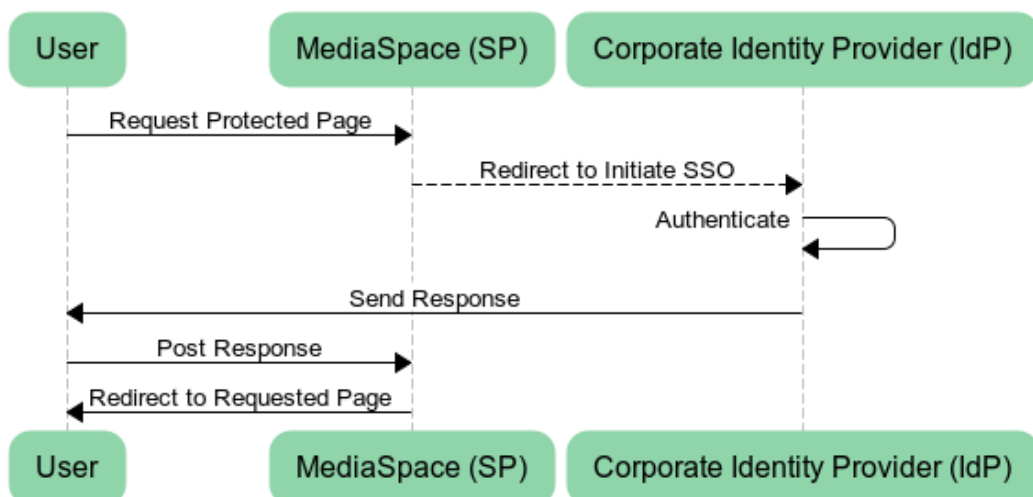 User
MediaSpace (SP)
Corporate Identity Provider (IdP)
Request Protected Page
Redirect to Initiate SSO
Authenticate
Send Response
Post Response
Redirect to Requested Page
User
MediaSpace (SP)
Corporate Identity Provider (IdP)